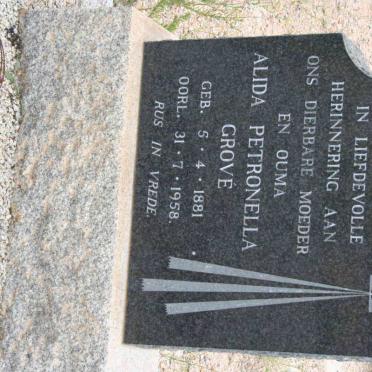 IN LIEFDEVOLLE
HERINNERING AAN
ONS DIERBARE MOEDER
EN OUMA
ALIDA PETRONELLA
GROVÉ
GEB. 5 · 4 · 1881
OORL. 31 · 7 · 1958.
RUS IN VREDE.